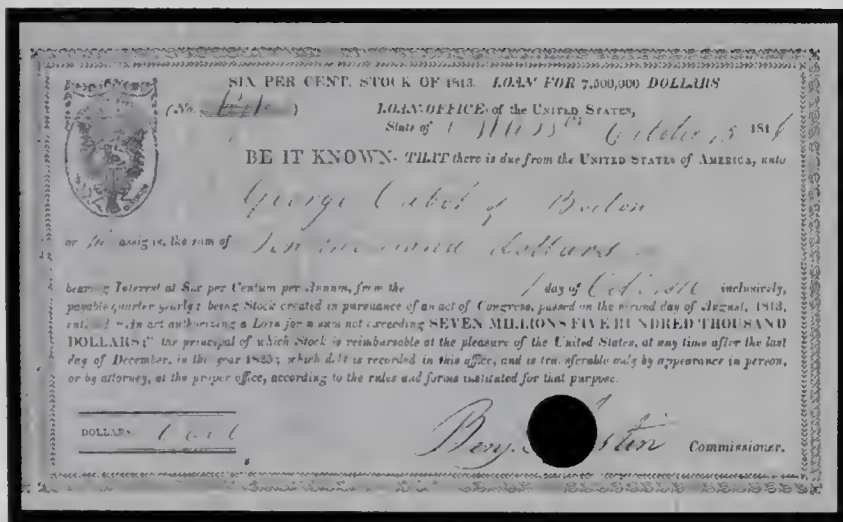 SIX PER CENT. STOCK OF 1813. LOAN FOR 7,500,000 DOLLARS
(No. )
LOAN OFFICE of the UNITED STATES,
State of October 5 181
BE IT KNOWN THAT there is due from the UNITED STATES of AMERICA, unto
George Cabot of Boston
or assigns, the sum of dollars
bearing Interest at Six per Centum per Annum, from the day of inclusively,
payable quarter yearly; being Stock created in pursuance of an act of Congress, passed on the second day of August, 1813,
entitled "An act authorizing a Loan for a sum not exceeding SEVEN MILLIONS FIVE HUNDRED THOUSAND
DOLLARS;" the principal of which Stock is reimbursable at the pleasure of the United States, at any time after the last
day of December, in the year 1825; which debt is recorded in this office, and is transferable only by appearance in person,
or by attorney, at the proper office, according to the rules and forms instituted for that purpose.
DOLLARS
Benj. Commissioner.